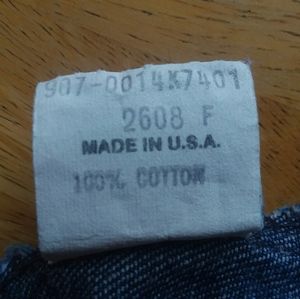 907-0014K7401
2608 F
MADE IN U.S.A.
100% COTTON